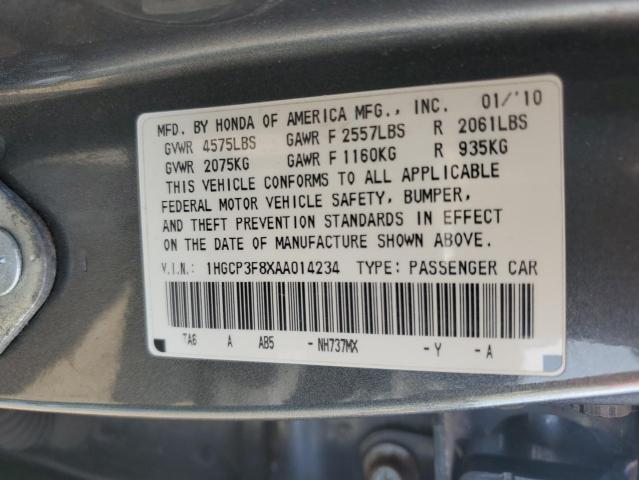 MFD. BY HONDA OF AMERICA MFG., INC. 01/'10
GVWR 4575LBS GAWR F 2557LBS R 2061LBS
GVWR 2075KG GAWR F 1160KG R 935KG
THIS VEHICLE CONFORMS TO ALL APPLICABLE
FEDERAL MOTOR VEHICLE SAFETY, BUMPER,
AND THEFT PREVENTION STANDARDS IN EFFECT
ON THE DATE OF MANUFACTURE SHOWN ABOVE.
V.I.N.: 1HGCP3F8XAA014234 TYPE: PASSENGER CAR
TA6 A AB5 -NH737MX -Y -A